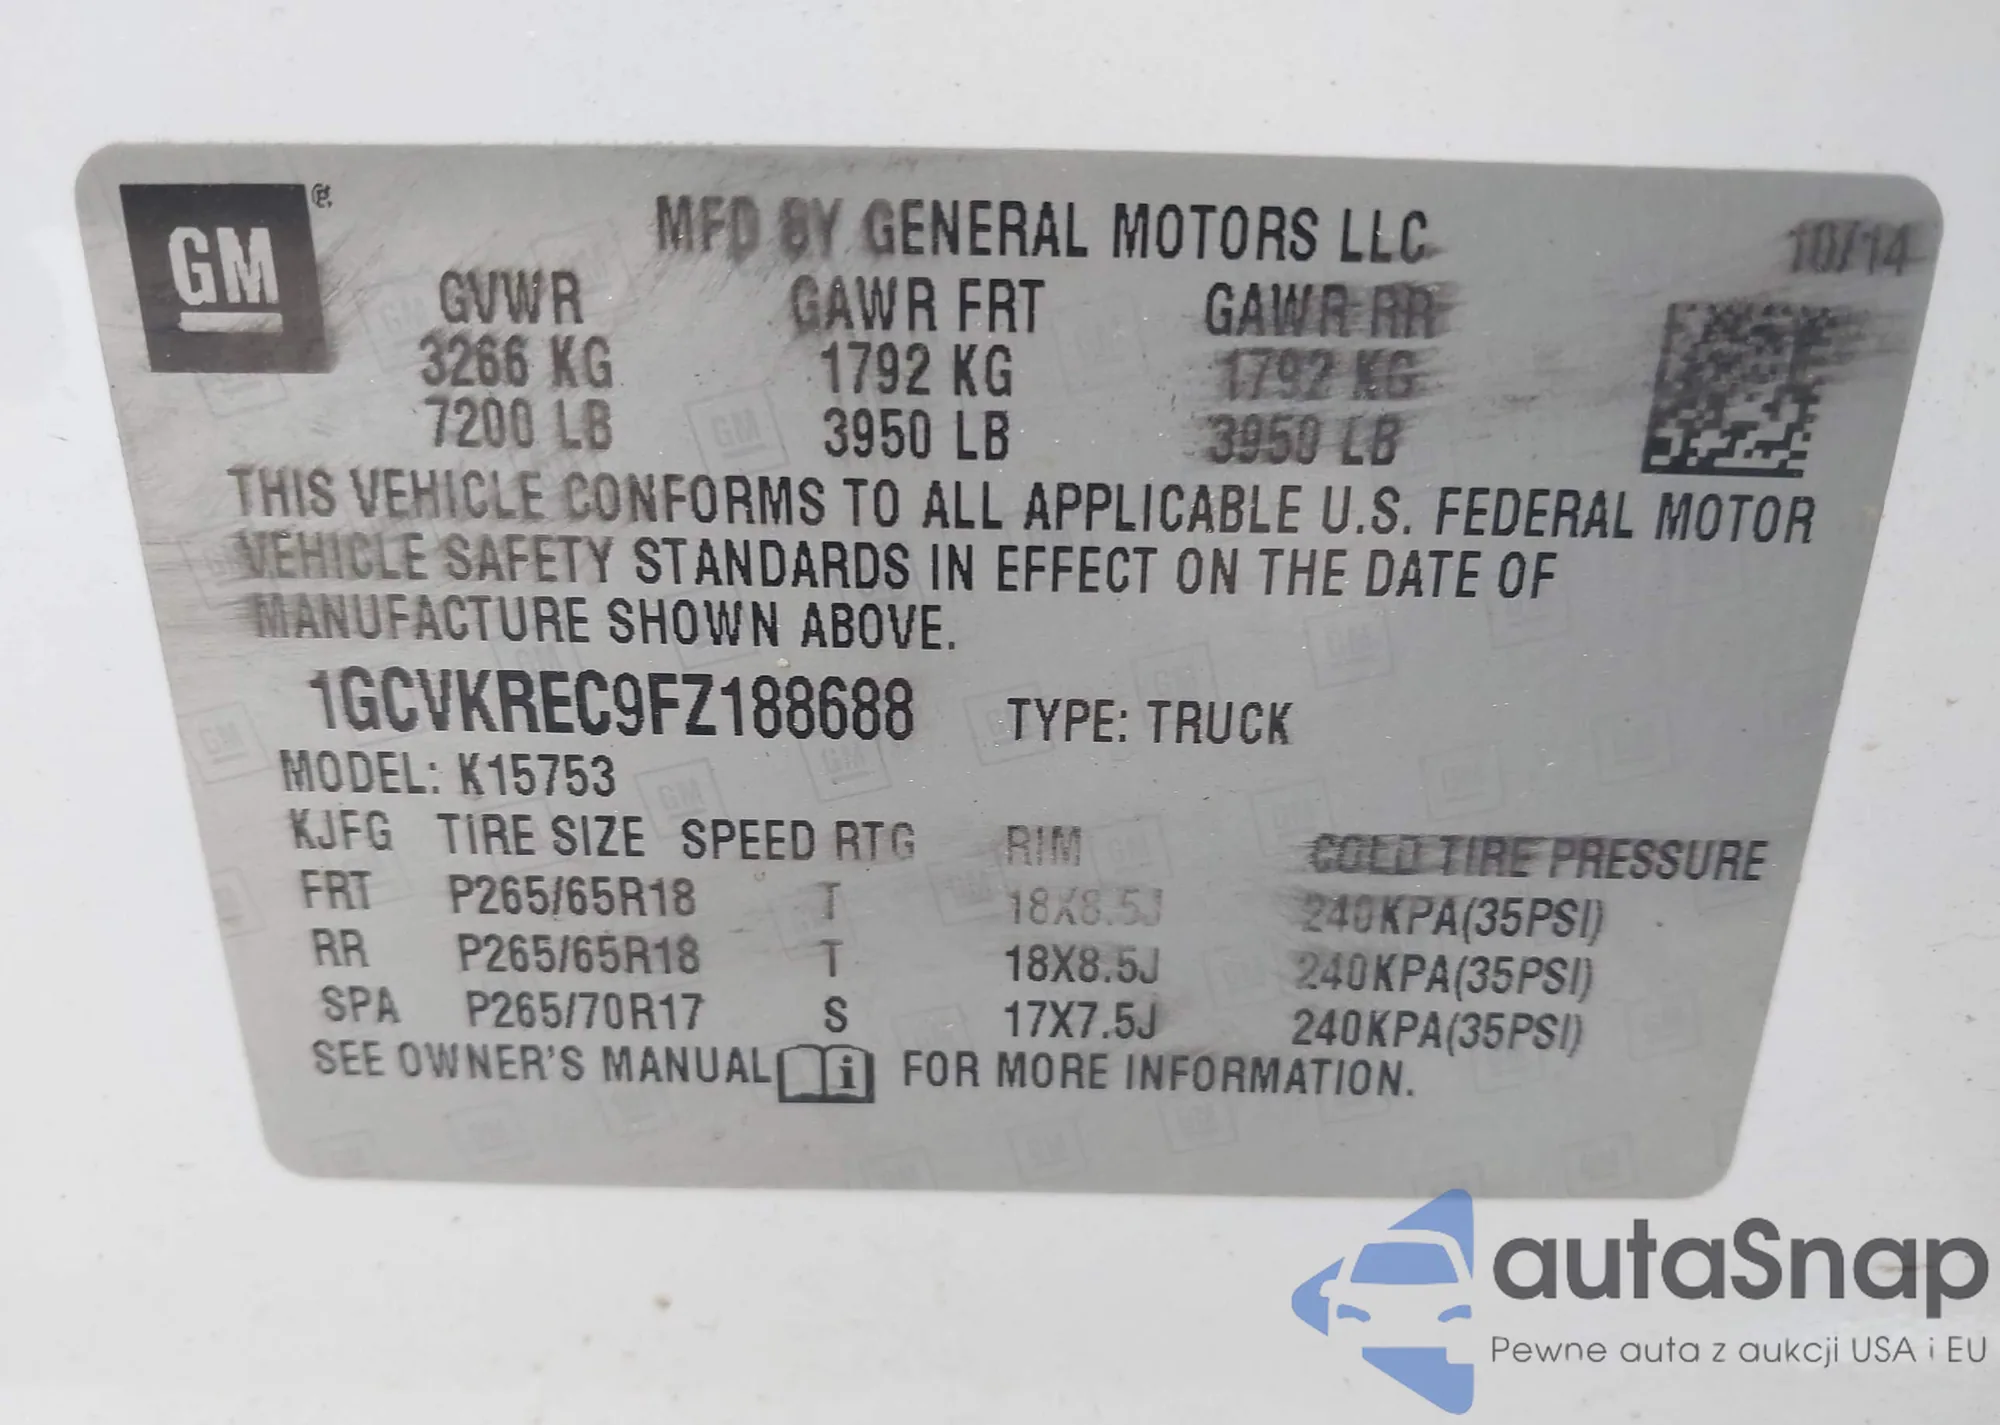 GM
MFD BY GENERAL MOTORS LLC 10/14
GVWR GAWR FRT GAWR RR
3266 KG 1792 KG 1792 KG
7200 LB 3950 LB 3950 LB
THIS VEHICLE CONFORMS TO ALL APPLICABLE U.S. FEDERAL MOTOR
VEHICLE SAFETY STANDARDS IN EFFECT ON THE DATE OF
MANUFACTURE SHOWN ABOVE.
1GCVKREC9FZ188688 TYPE: TRUCK
MODEL: K15753
KJFG TIRE SIZE SPEED RTG RIM COLD TIRE PRESSURE
FRT P265/65R18 T 18X8.5J 240KPA(35PSI)
RR P265/65R18 T 18X8.5J 240KPA(35PSI)
SPA P265/70R17 S 17X7.5J 240KPA(35PSI)
SEE OWNER'S MANUAL i FOR MORE INFORMATION.
autaSnap
Pewne auta z aukcji USA i EU